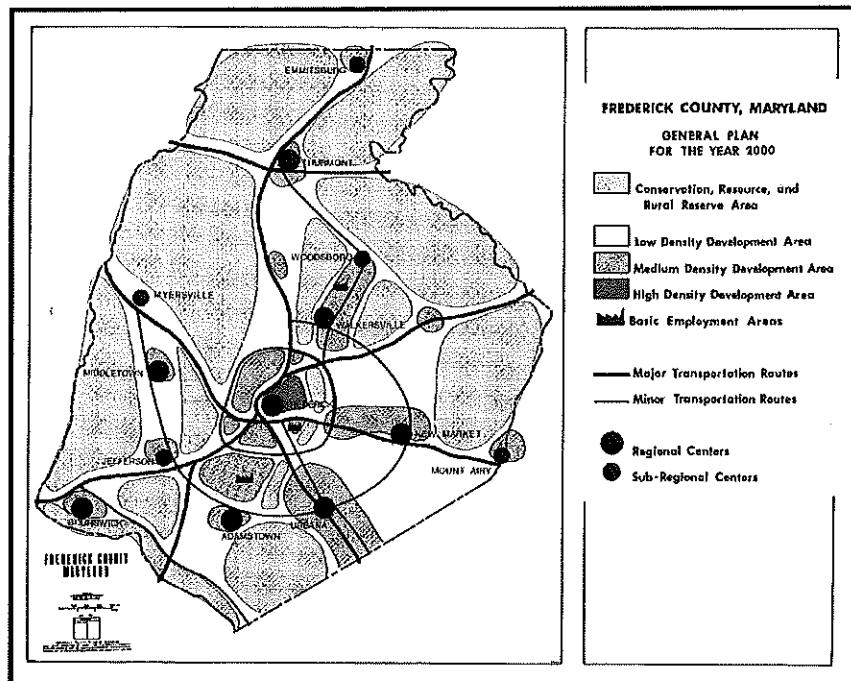 EMMITSBURG
THURMONT
WOODSBORO
MYERSVILLE
WALKERSVILLE
MIDDLETOWN
FREDERICK
NEW MARKET
JEFFERSON
MOUNT AIRY
BRUNSWICK
ADAMSTOWN
URBANA
FREDERICK COUNTY
MARYLAND
FREDERICK COUNTY, MARYLAND
GENERAL PLAN
FOR THE YEAR 2000
Conservation, Resource, and
Rural Reserve Area
Low Density Development Area
Medium Density Development Area
High Density Development Area
Basic Employment Areas
Major Transportation Routes
Minor Transportation Routes
Regional Centers
Sub-Regional Centers